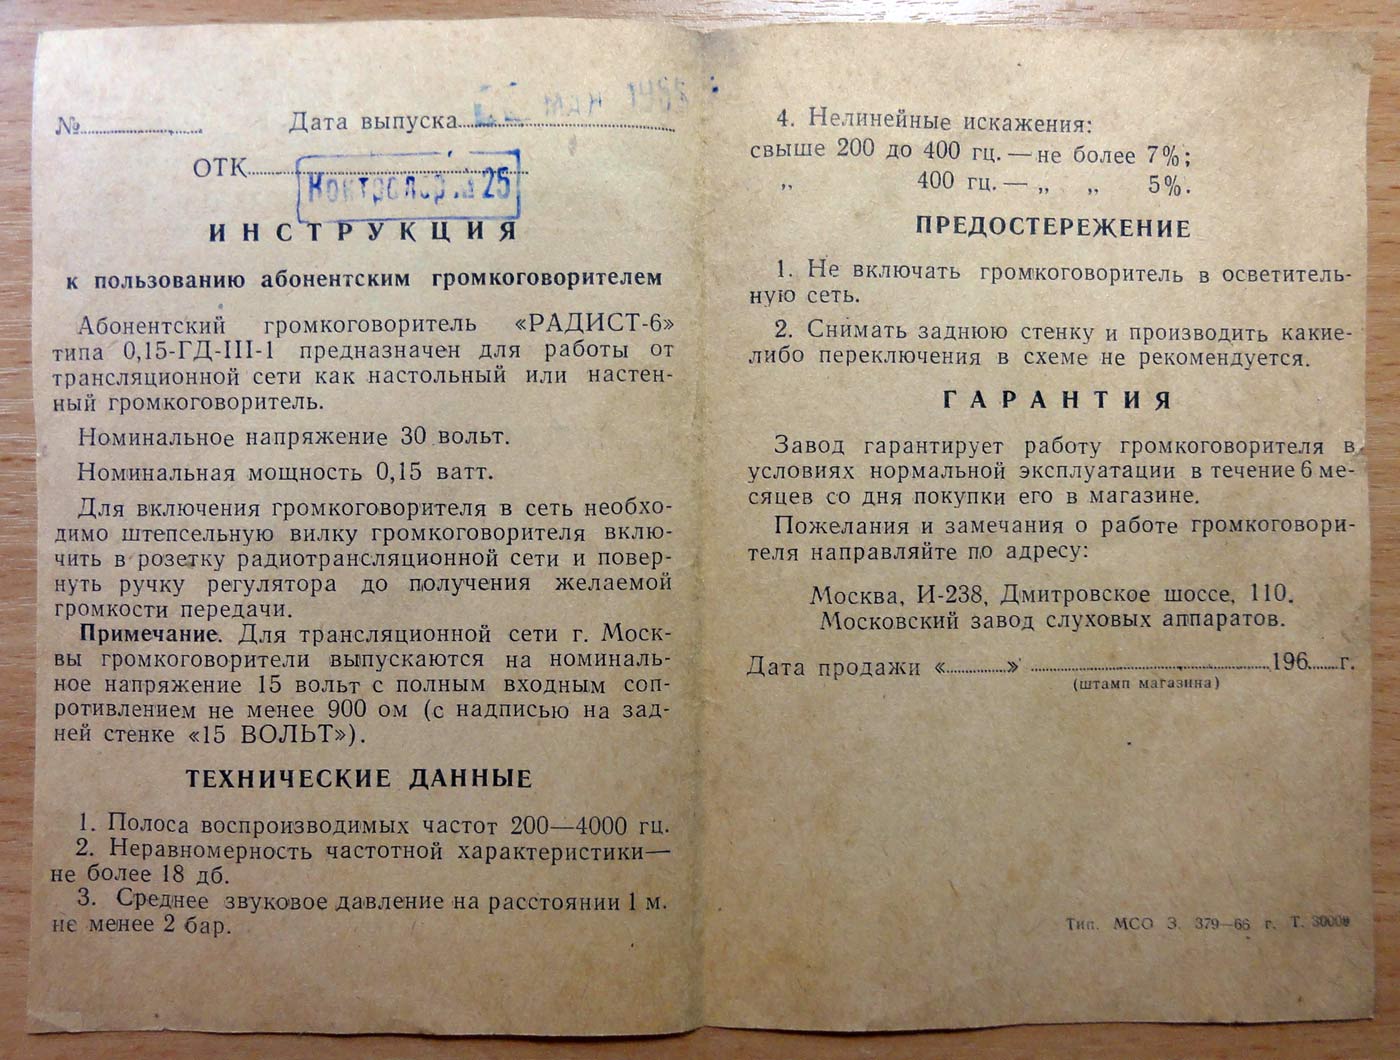 №
Дата выпуска
ОТК
Контролер № 25
ИНСТРУКЦИЯ
к пользованию абонентским громкоговорителем
Абонентский громкоговоритель «РАДИСТ-6»
типа 0,15-ГД-III-1 предназначен для работы от
трансляционной сети как настольный или настен-
ный громкоговоритель.
Номинальное напряжение 30 вольт.
Номинальная мощность 0,15 ватт.
Для включения громкоговорителя в сеть необхо-
димо штепсельную вилку громкоговорителя вклю-
чить в розетку радиотрансляционной сети и повер-
нуть ручку регулятора до получения желаемой
громкости передачи.
Примечание. Для трансляционной сети г. Моск-
вы громкоговорители выпускаются на номиналь-
ное напряжение 15 вольт с полным входным соп-
ротивлением не менее 900 ом (с надписью на зад-
ней стенке «15 ВОЛЬТ»).
ТЕХНИЧЕСКИЕ ДАННЫЕ
1. Полоса воспроизводимых частот 200—4000 гц.
2. Неравномерность частотной характеристики—
не более 18 дб.
3. Среднее звуковое давление на расстоянии 1 м.
не менее 2 бар.
4. Нелинейные искажения:
свыше 200 до 400 гц. — не более 7%;
„ 400 гц. — „ „ 5%.
ПРЕДОСТЕРЕЖЕНИЕ
1. Не включать громкоговоритель в осветитель-
ную сеть.
2. Снимать заднюю стенку и производить какие-
либо переключения в схеме не рекомендуется.
ГАРАНТИЯ
Завод гарантирует работу громкоговорителя в
условиях нормальной эксплуатации в течение 6 ме-
сяцев со дня покупки его в магазине.
Пожелания и замечания о работе громкоговори-
теля направляйте по адресу:
Москва, И-238, Дмитровское шоссе, 110.
Московский завод слуховых аппаратов.
Дата продажи «............» ............ 196...... г.
(штамп магазина)
Тип. МСО З. 379—66 г. Т. 30000